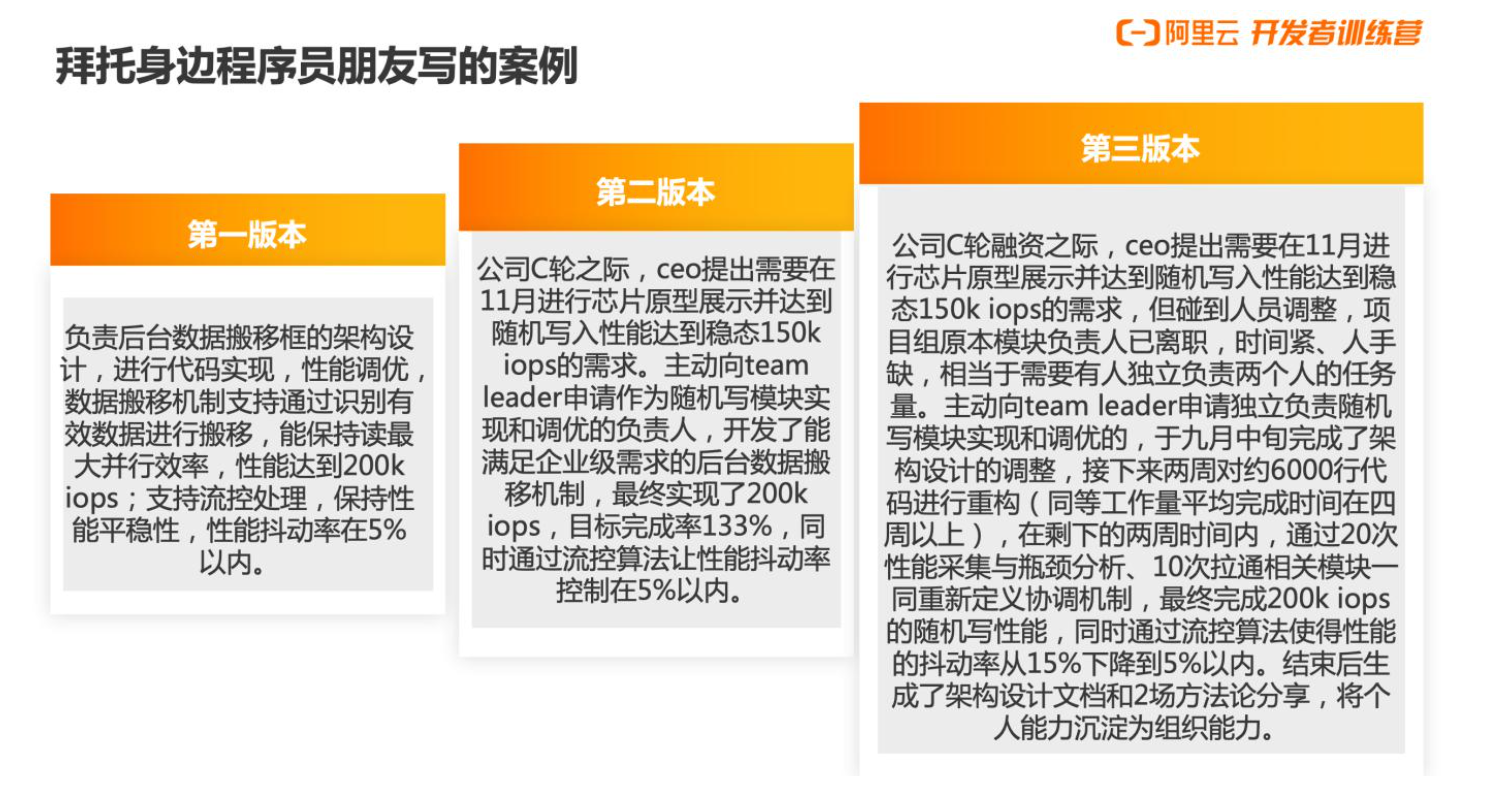 阿里云 开发者训练营
拜托身边程序员朋友写的案例
第一版本
负责后台数据搬移框的架构设
计，进行代码实现，性能调优，
数据搬移机制支持通过识别有
效数据进行搬移，能保持读最
大并行效率，性能达到200k
iops；支持流控处理，保持性
能平稳性，性能抖动率在5%
以内。
第二版本
公司C轮之际，ceo提出需要在
11月进行芯片原型展示并达到
随机写入性能达到稳态150k
iops的需求。主动向team
leader申请作为随机写模块实
现和调优的负责人，开发了能
满足企业级需求的后台数据搬
移机制，最终实现了200k
iops，目标完成率133%，同
时通过流控算法让性能抖动率
控制在5%以内。
第三版本
公司C轮融资之际，ceo提出需要在11月进
行芯片原型展示并达到随机写入性能达到稳
态150k iops的需求，但碰到人员调整，项
目组原本模块负责人已离职，时间紧、人手
缺，相当于需要有人独立负责两个人的任务
量。主动向team leader申请独立负责随机
写模块实现和调优的，于九月中旬完成了架
构设计的调整，接下来两周对约6000行代
码进行重构（同等工作量平均完成时间在四
周以上），在剩下的两周时间内，通过20次
性能采集与瓶颈分析、10次拉通相关模块一
同重新定义协调机制，最终完成200k iops
的随机写性能，同时通过流控算法使得性能
的抖动率从15%下降到5%以内。结束后生
成了架构设计文档和2场方法论分享，将个
人能力沉淀为组织能力。